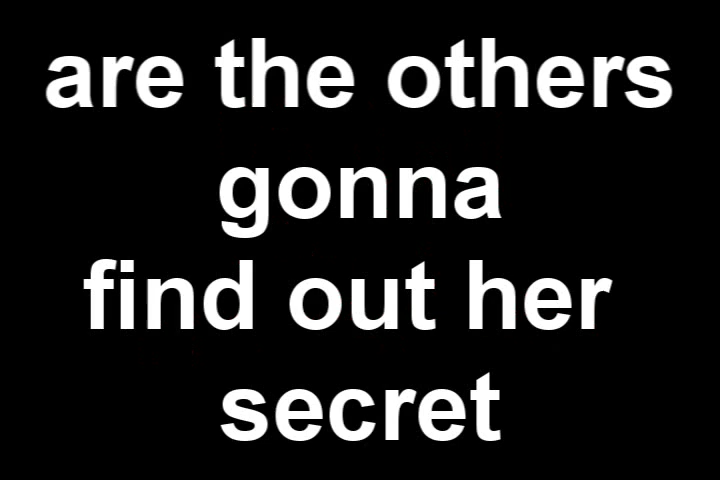 are the others
gonna
find out her
secret